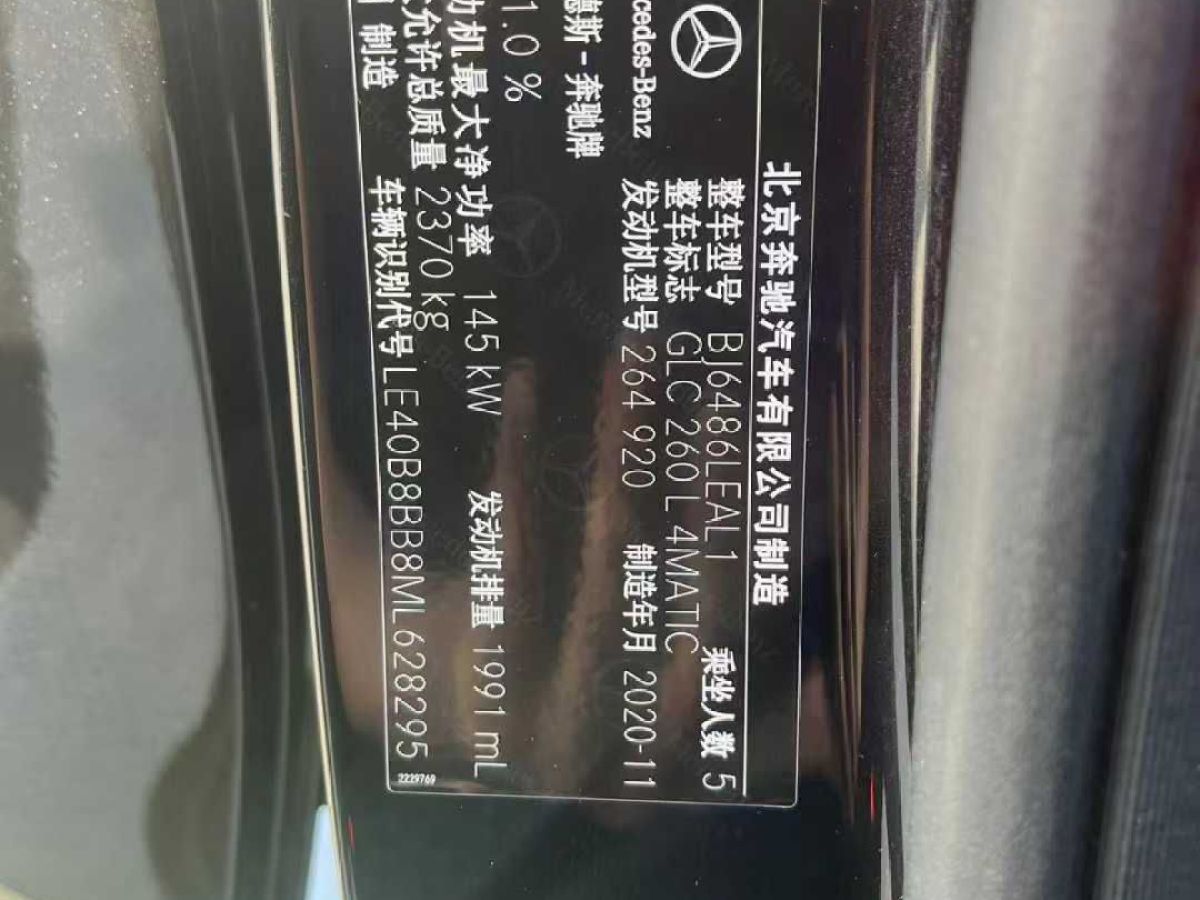 北京奔驰汽车有限公司制造
整车型号 BJ6486LEAL1 乘坐人数 5
整车标志 GLC 260 L 4MATIC
cedes-Benz 发动机型号 264 920 制造年月 2020-11
德斯-奔驰牌
1.0 %
机最大净功率 145 kW 发动机排量 1991 mL
允许总质量 2370 kg
制造 车辆识别代号 LE40B8BB8ML628295
2229769